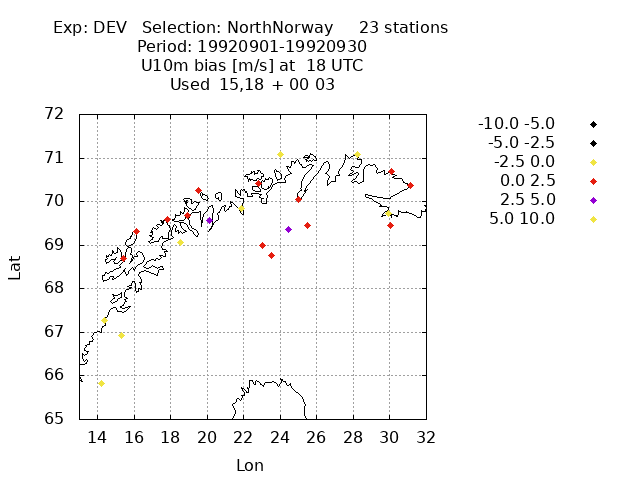 Exp: DEV Selection: NorthNorway 23 stations
Period: 19920901-19920930
U10m bias [m/s] at 18 UTC
Used 15,18 + 00 03
72
71
70
69
68
67
66
65
Lat
14 16 18 20 22 24 26 28 30 32
Lon
-10.0 -5.0
-5.0 -2.5
-2.5 0.0
0.0 2.5
2.5 5.0
5.0 10.0